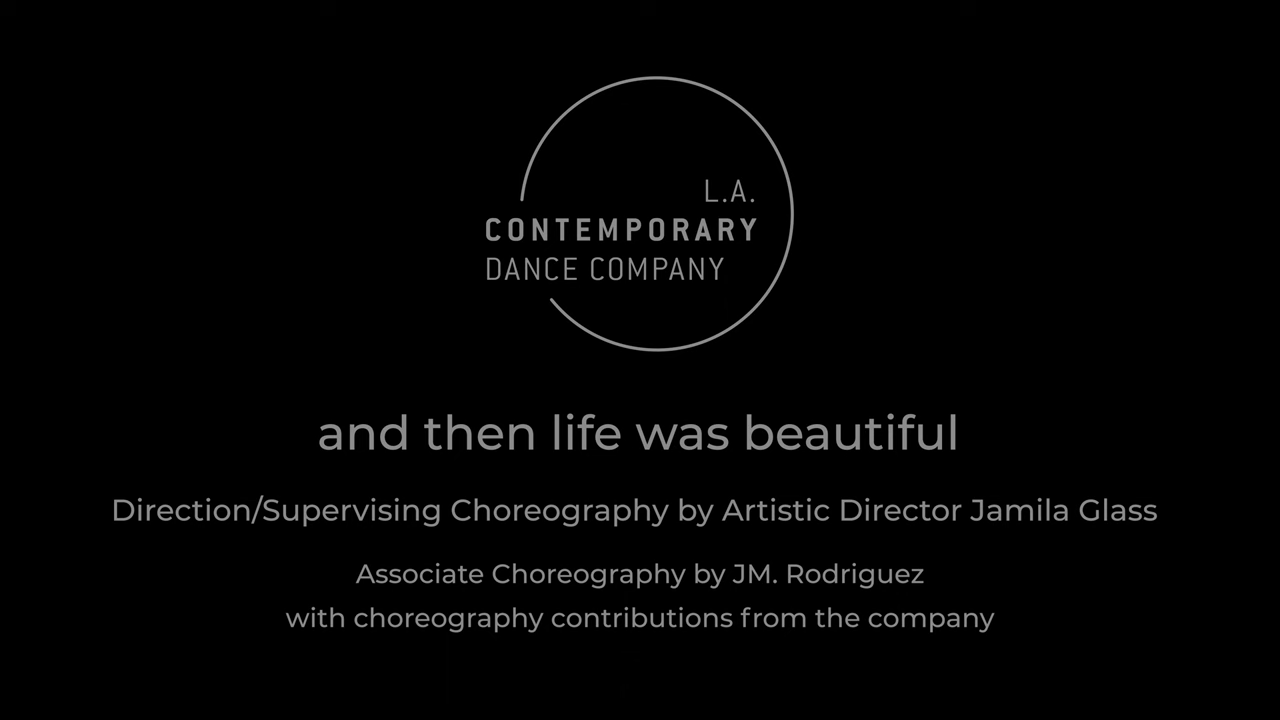 L.A.
CONTEMPORARY
DANCE COMPANY
and then life was beautiful
Direction/Supervising Choreography by Artistic Director Jamila Glass
Associate Choreography by JM. Rodriguez
with choreography contributions from the company